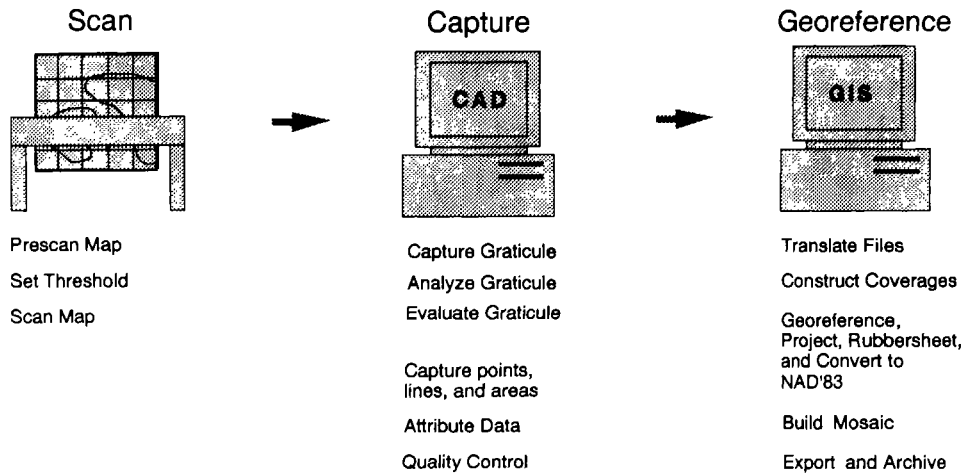 Scan
Prescan Map
Set Threshold
Scan Map
Capture
CAD
Capture Graticule
Analyze Graticule
Evaluate Graticule
Capture points,
lines, and areas
Attribute Data
Quality Control
Georeference
GIS
Translate Files
Construct Coverages
Georeference,
Project, Rubbersheet,
and Convert to
NAD'83
Build Mosaic
Export and Archive